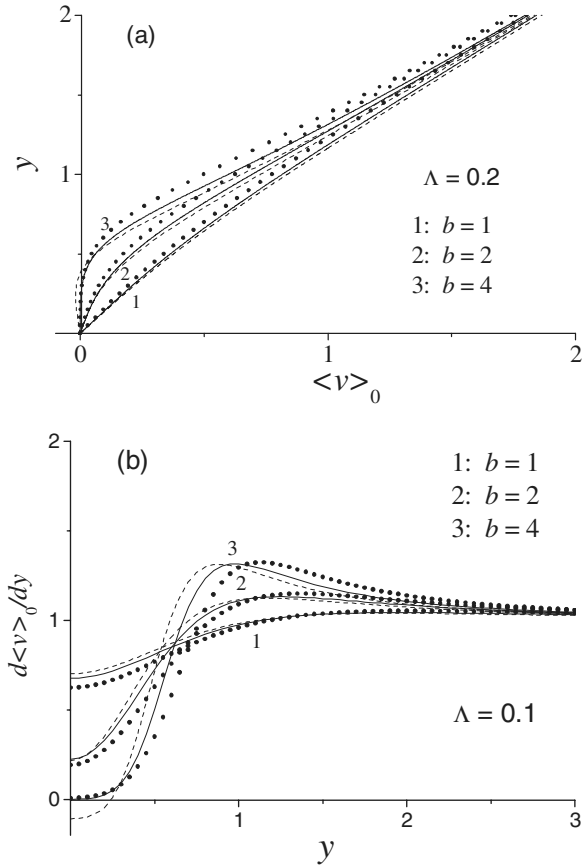 (a)
2
y
1
0
3
2
1
Λ = 0.2
1: b = 1
2: b = 2
3: b = 4
0 1 2
<v>₀
(b)
2
1: b = 1
2: b = 2
3: b = 4
3
2
1
1
d<v>₀/dy
Λ = 0.1
0
1 2 3
y